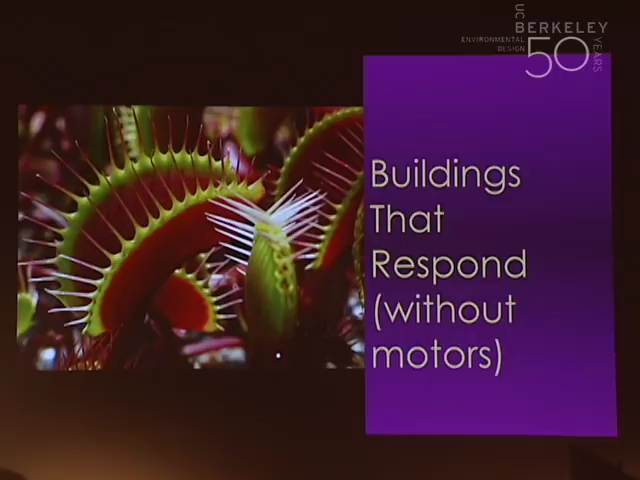 UC
BERKELEY
ENVIRONMENTAL
DESIGN
50
YEARS
Buildings
That
Respond
(without
motors)